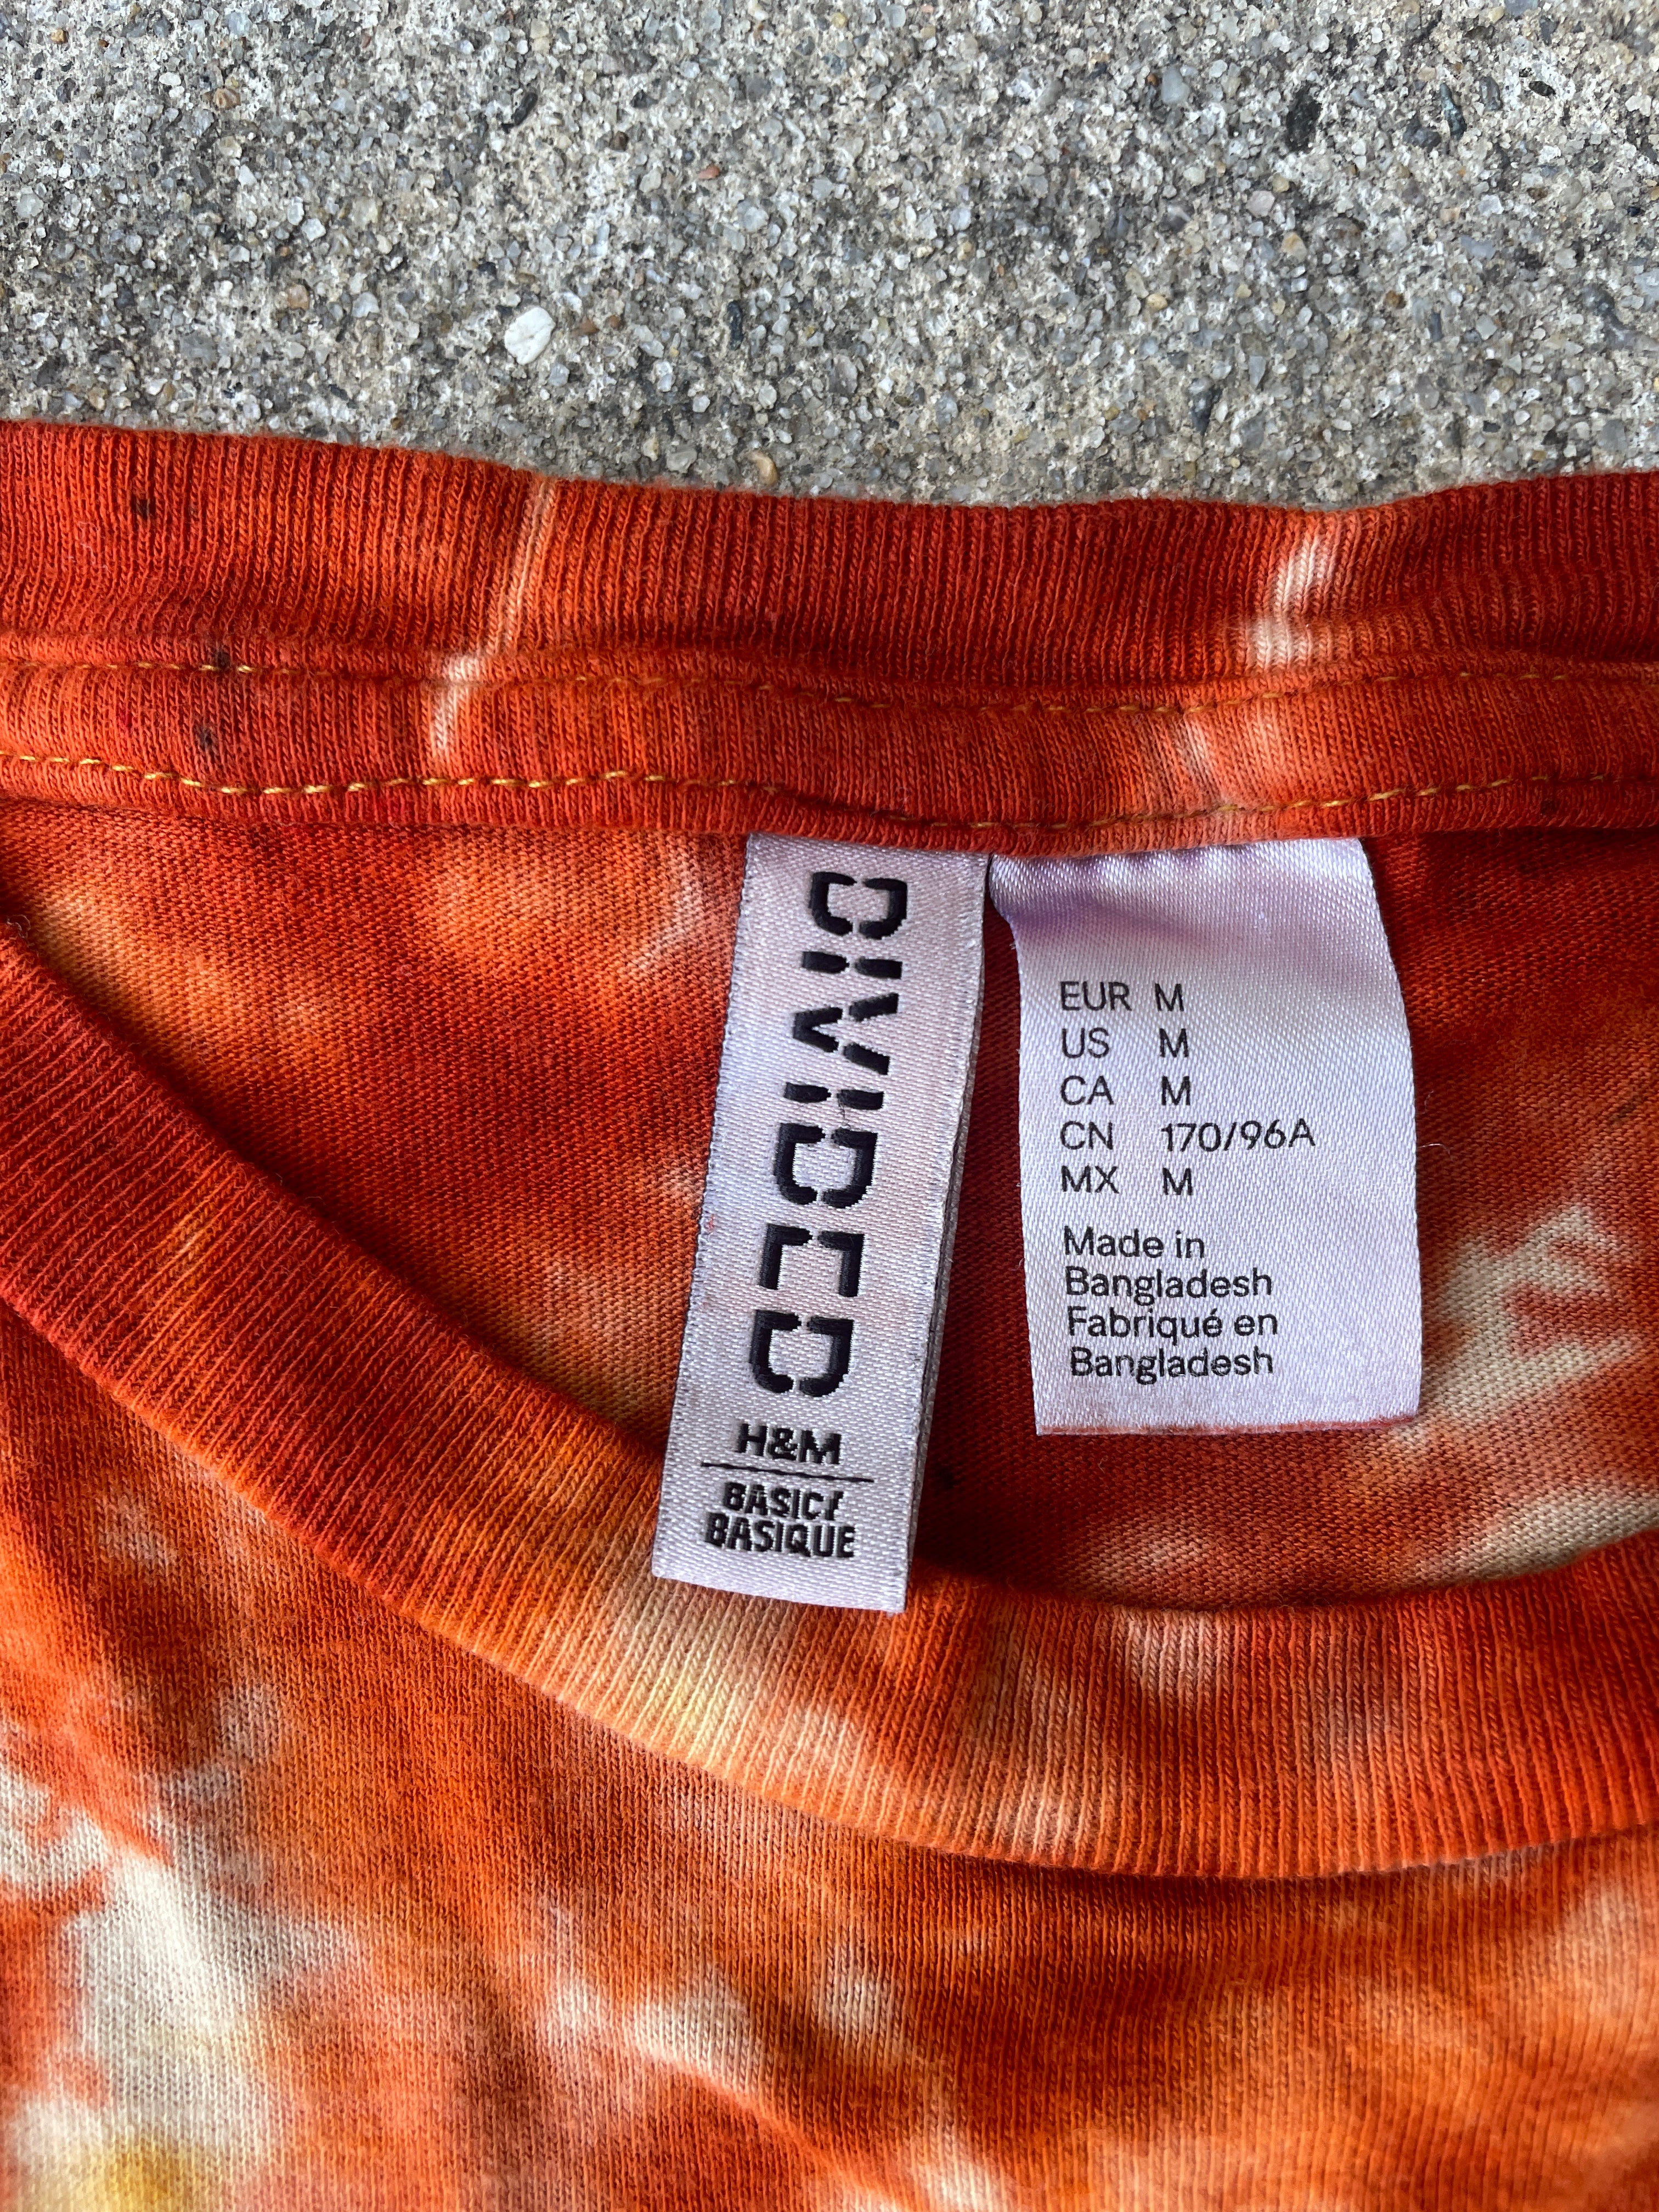 DIVIDED
H&M
BASIC/
BASIQUE
EUR M
US M
CA M
CN 170/96A
MX M
Made in
Bangladesh
Fabriqué en
Bangladesh